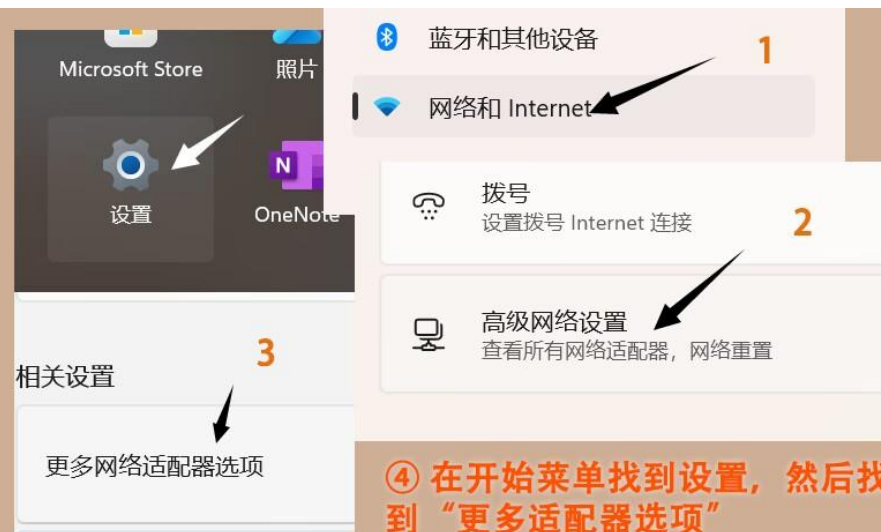 Microsoft Store
照片
设置
N
OneNote
蓝牙和其他设备
1
网络和 Internet
拨号
设置拨号 Internet 连接
2
高级网络设置
查看所有网络适配器，网络重置
3
相关设置
更多网络适配器选项
④ 在开始菜单找到设置，然后找
到“更多适配器选项”